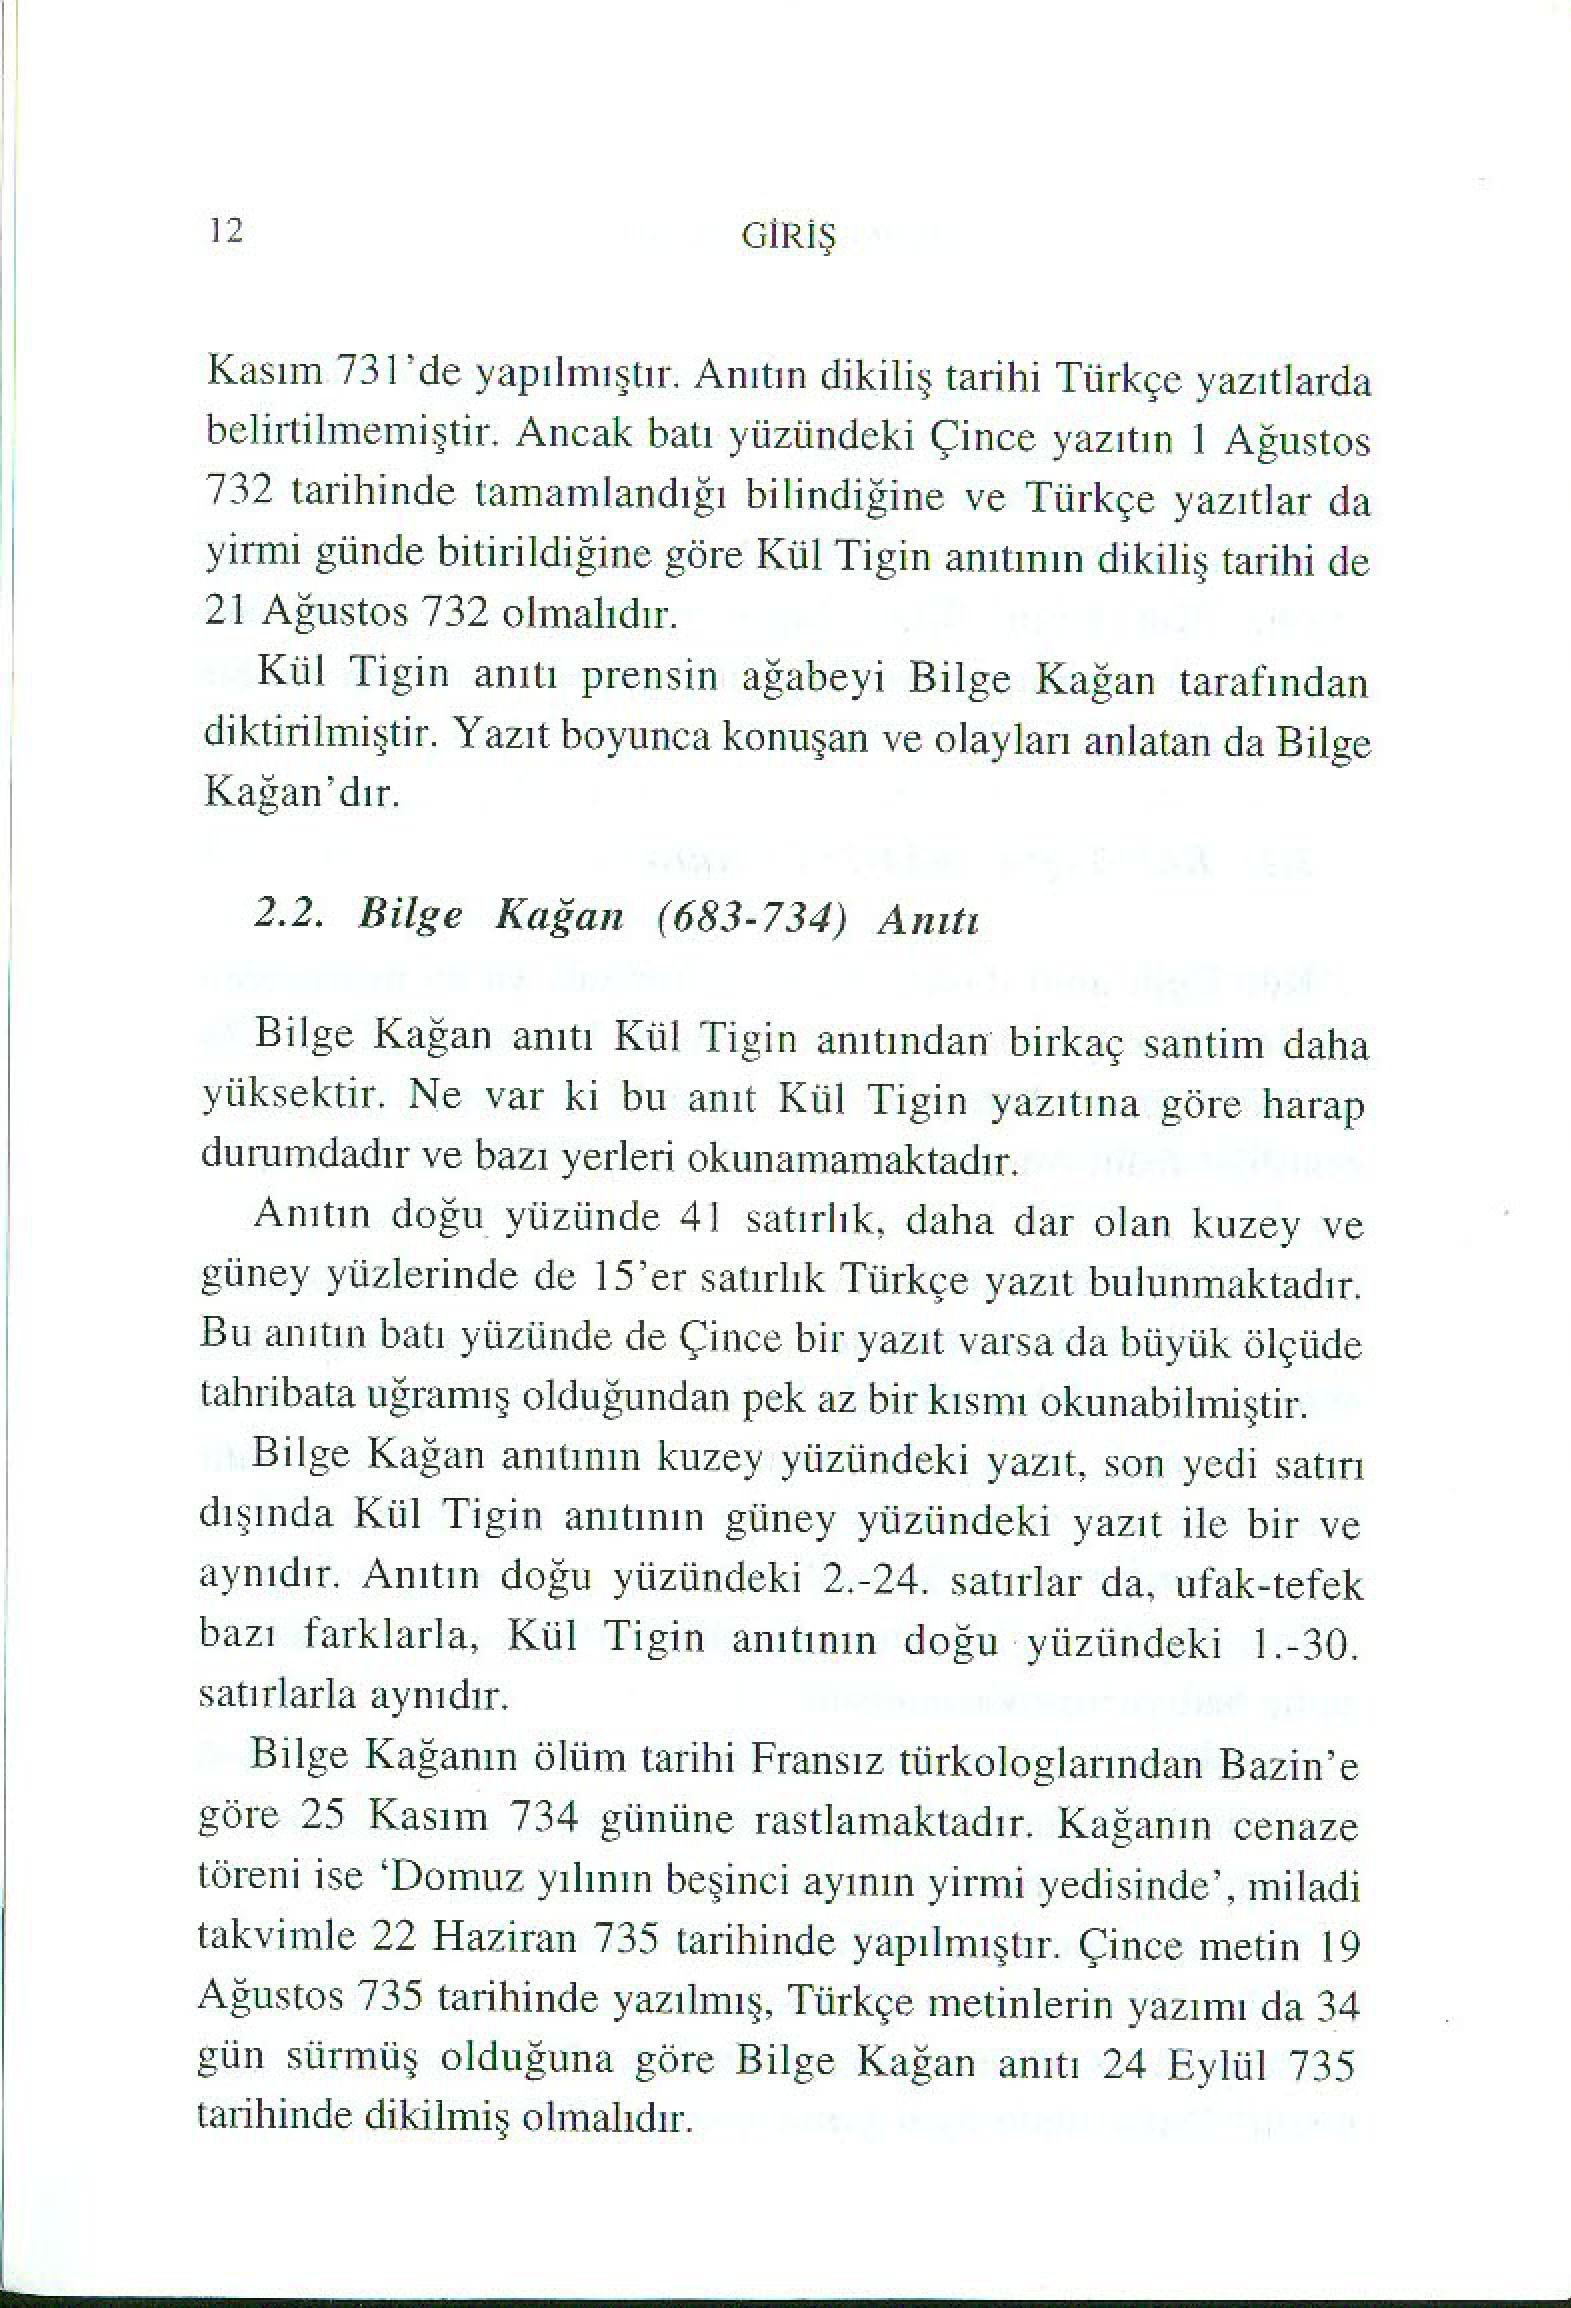 12
GİRİŞ
Kasım 731'de yapılmıştır. Anıtın dikiliş tarihi Türkçe yazıtlarda
belirtilmemiştir. Ancak batı yüzündeki Çince yazıtın 1 Ağustos
732 tarihinde tamamlandığı bilindiğine ve Türkçe yazıtlar da
yirmi günde bitirildiğine göre Kül Tigin anıtının dikiliş tarihi de
21 Ağustos 732 olmalıdır.
Kül Tigin anıtı prensin ağabeyi Bilge Kağan tarafından
diktirilmiştir. Yazıt boyunca konuşan ve olayları anlatan da Bilge
Kağan'dır.
2.2. Bilge Kağan (683-734) Anıtı
Bilge Kağan anıtı Kül Tigin anıtından birkaç santim daha
yüksektir. Ne var ki bu anıt Kül Tigin yazıtına göre harap
durumdadır ve bazı yerleri okunamamaktadır.
Anıtın doğu yüzünde 41 satırlık, daha dar olan kuzey ve
güney yüzlerinde de 15'er satırlık Türkçe yazıt bulunmaktadır.
Bu anıtın batı yüzünde de Çince bir yazıt varsa da büyük ölçüde
tahribata uğramış olduğundan pek az bir kısmı okunabilmiştir.
Bilge Kağan anıtının kuzey yüzündeki yazıt, son yedi satırı
dışında Kül Tigin anıtının güney yüzündeki yazıt ile bir ve
aynıdır. Anıtın doğu yüzündeki 2.-24. satırlar da, ufak-tefek
bazı farklarla, Kül Tigin anıtının doğu yüzündeki 1.-30.
satırlarla aynıdır.
Bilge Kağanın ölüm tarihi Fransız türkologlarından Bazin'e
göre 25 Kasım 734 gününe rastlamaktadır. Kağanın cenaze
töreni ise 'Domuz yılının beşinci ayının yirmi yedisinde', miladi
takvimle 22 Haziran 735 tarihinde yapılmıştır. Çince metin 19
Ağustos 735 tarihinde yazılmış, Türkçe metinlerin yazımı da 34
gün sürmüş olduğuna göre Bilge Kağan anıtı 24 Eylül 735
tarihinde dikilmiş olmalıdır.